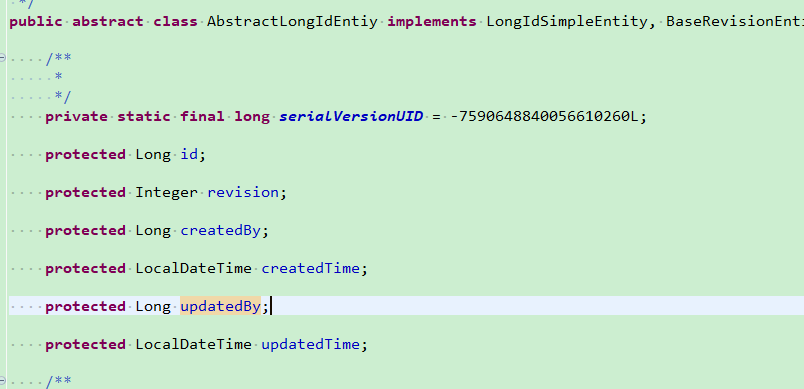 */
public abstract class AbstractLongIdEntiy implements LongIdSimpleEntity, BaseRevisionEnti
/**
*
*/
private static final long serialVersionUID = -7590648840056610260L;
protected Long id;
protected Integer revision;
protected Long createdBy;
protected LocalDateTime createdTime;
protected Long updatedBy;
protected LocalDateTime updatedTime;
/**